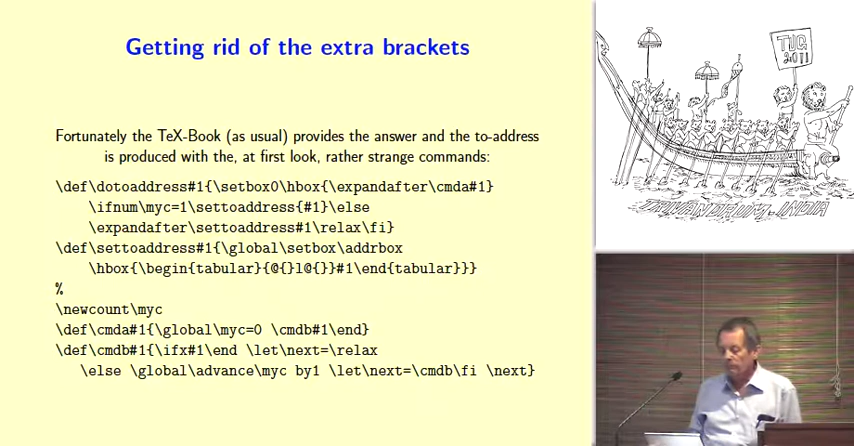 Getting rid of the extra brackets
Fortunately the TeX-Book (as usual) provides the answer and the to-address
is produced with the, at first look, rather strange commands:
\def\dotoaddress#1{\setbox0\hbox{\expandafter\cmda#1}
\ifnum\myc=1\settoaddress{#1}\else
\expandafter\settoaddress#1\relax\fi}
\def\settoaddress#1{\global\setbox\addrbox
\hbox{\begin{tabular}{@{}l@{}}#1\end{tabular}}}
%
\newcount\myc
\def\cmda#1{\global\myc=0 \cmdb#1\end}
\def\cmdb#1{\ifx#1\end \let\next=\relax
\else \global\advance\myc by1 \let\next=\cmdb\fi \next}
TUG
2011
TRIVANDRUM-INDIA